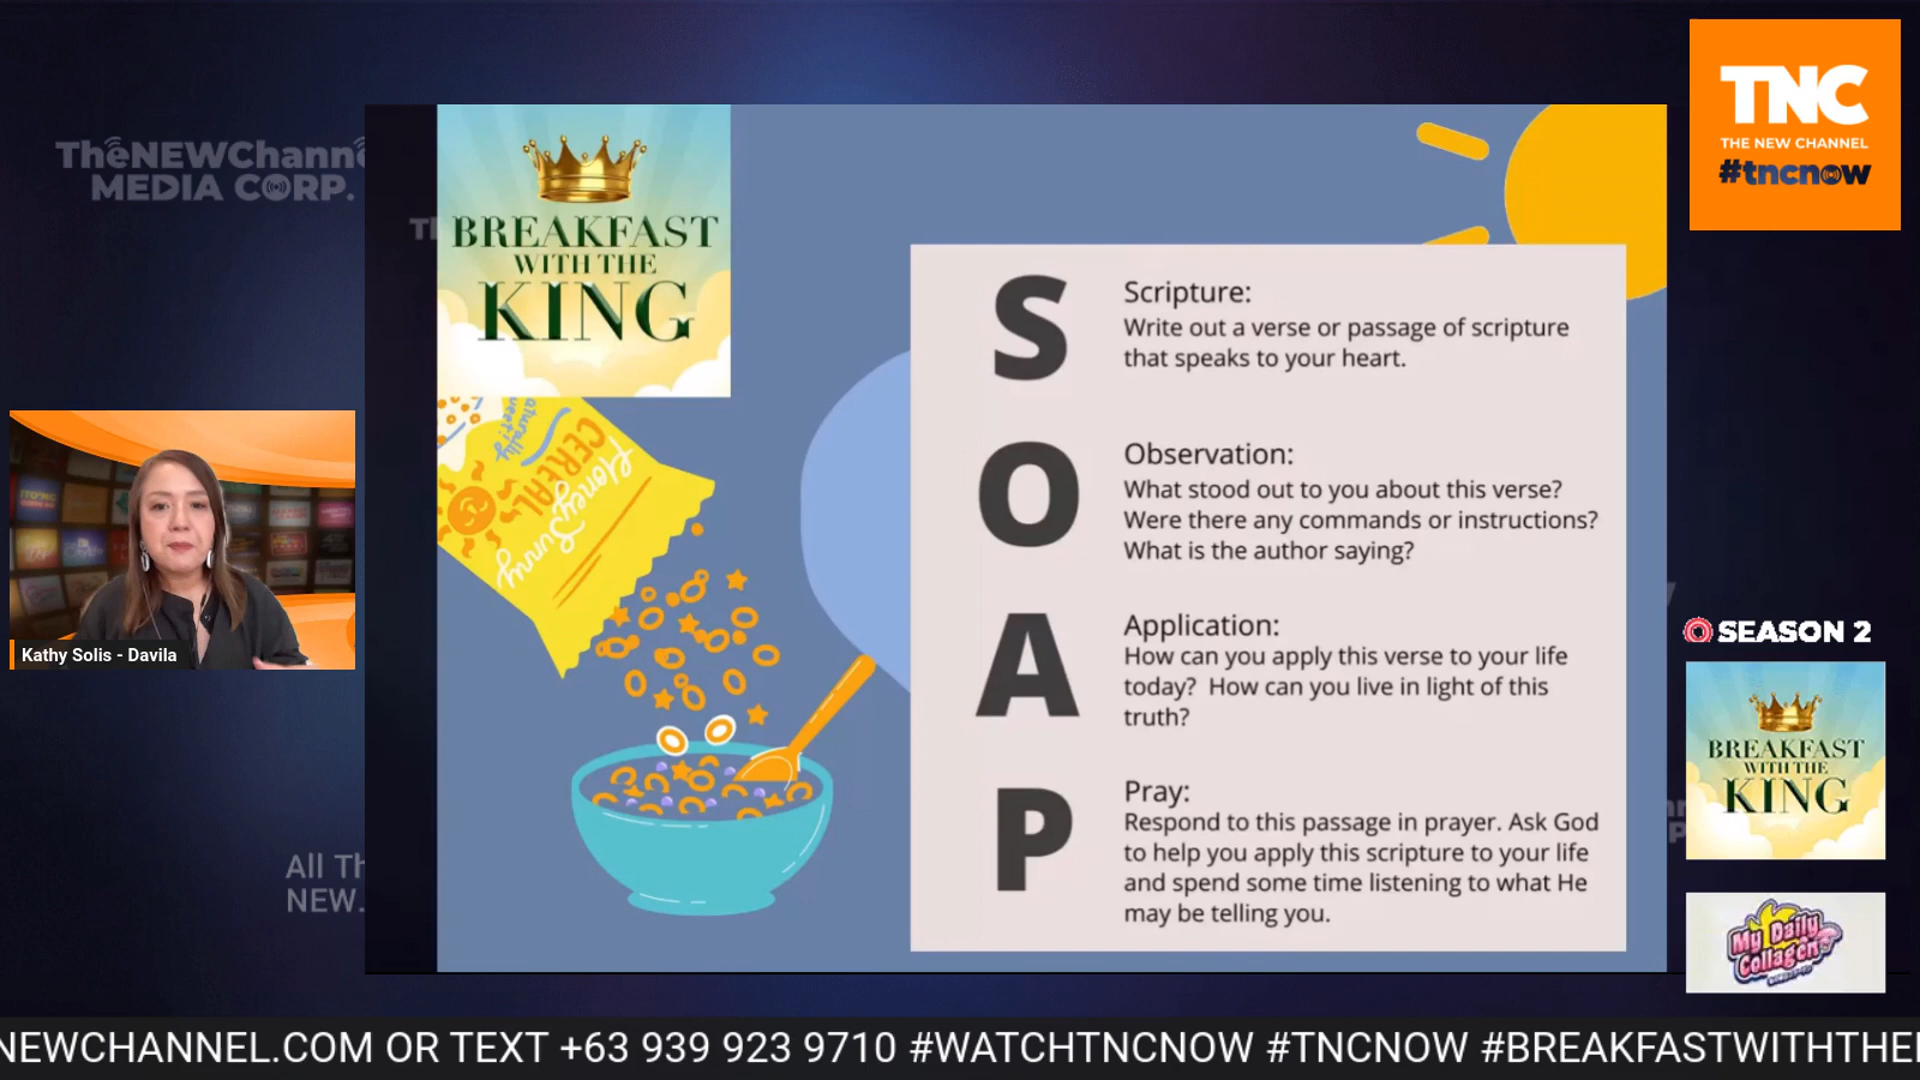 TheNEWChanne
MEDIA CORP.
BREAKFAST
WITH THE
KING
CEREAL
HoneySunny
S
Scripture:
Write out a verse or passage of scripture
that speaks to your heart.
O
Observation:
What stood out to you about this verse?
Were there any commands or instructions?
What is the author saying?
A
Application:
How can you apply this verse to your life
today? How can you live in light of this
truth?
P
Pray:
Respond to this passage in prayer. Ask God
to help you apply this scripture to your life
and spend some time listening to what He
may be telling you.
Kathy Solis - Davila
All Th
NEW.
TNC
THE NEW CHANNEL
#tncnow
SEASON 2
BREAKFAST
WITH THE
KING
My Daily
Collagen
NEWCHANNEL.COM OR TEXT +63 939 923 9710 #WATCHTNCNOW #TNCNOW #BREAKFASTWITHTHE